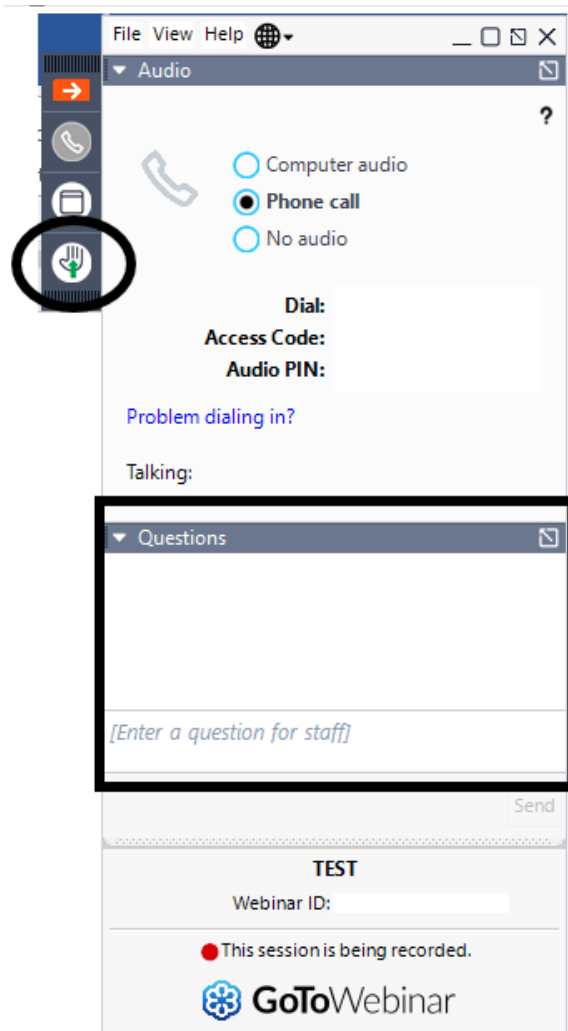 File View Help
Audio
?
Computer audio
Phone call
No audio
Dial:
Access Code:
Audio PIN:
Problem dialing in?
Talking:
Questions
[Enter a question for staff]
Send
TEST
Webinar ID:
This session is being recorded.
GoToWebinar